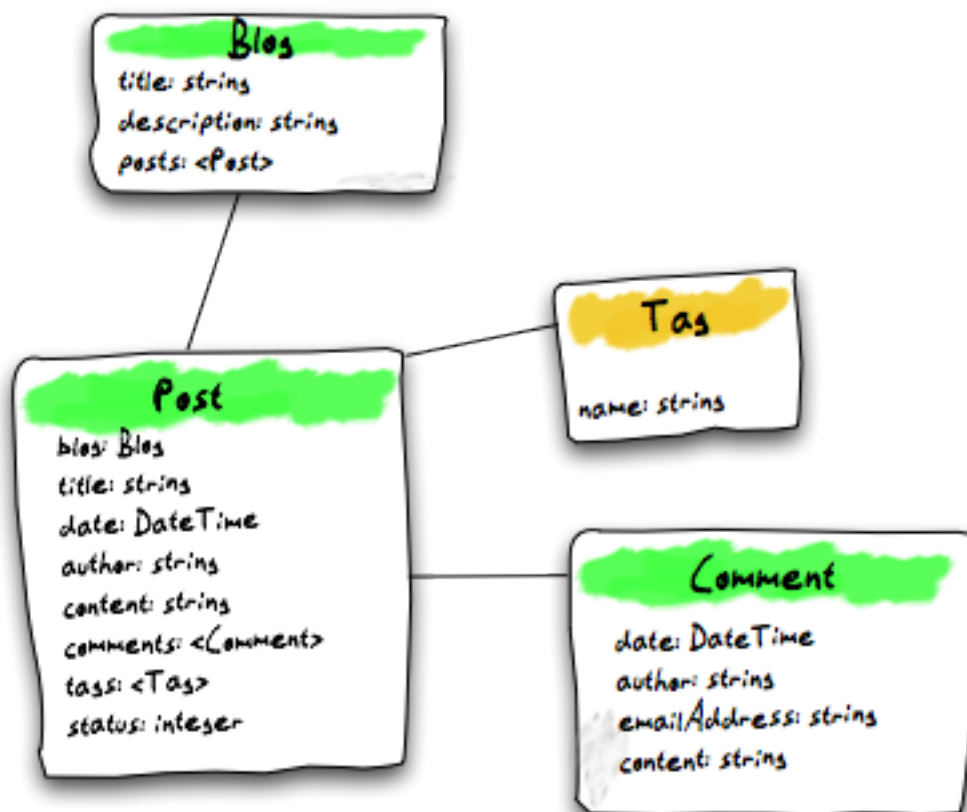 Blog
title: string
description: string
posts: <Post>
Tag
name: string
Post
blog: Blog
title: string
date: DateTime
author: string
content: string
comments: <Comment>
tags: <Tag>
status: integer
Comment
date: DateTime
author: string
emailAddress: string
content: string